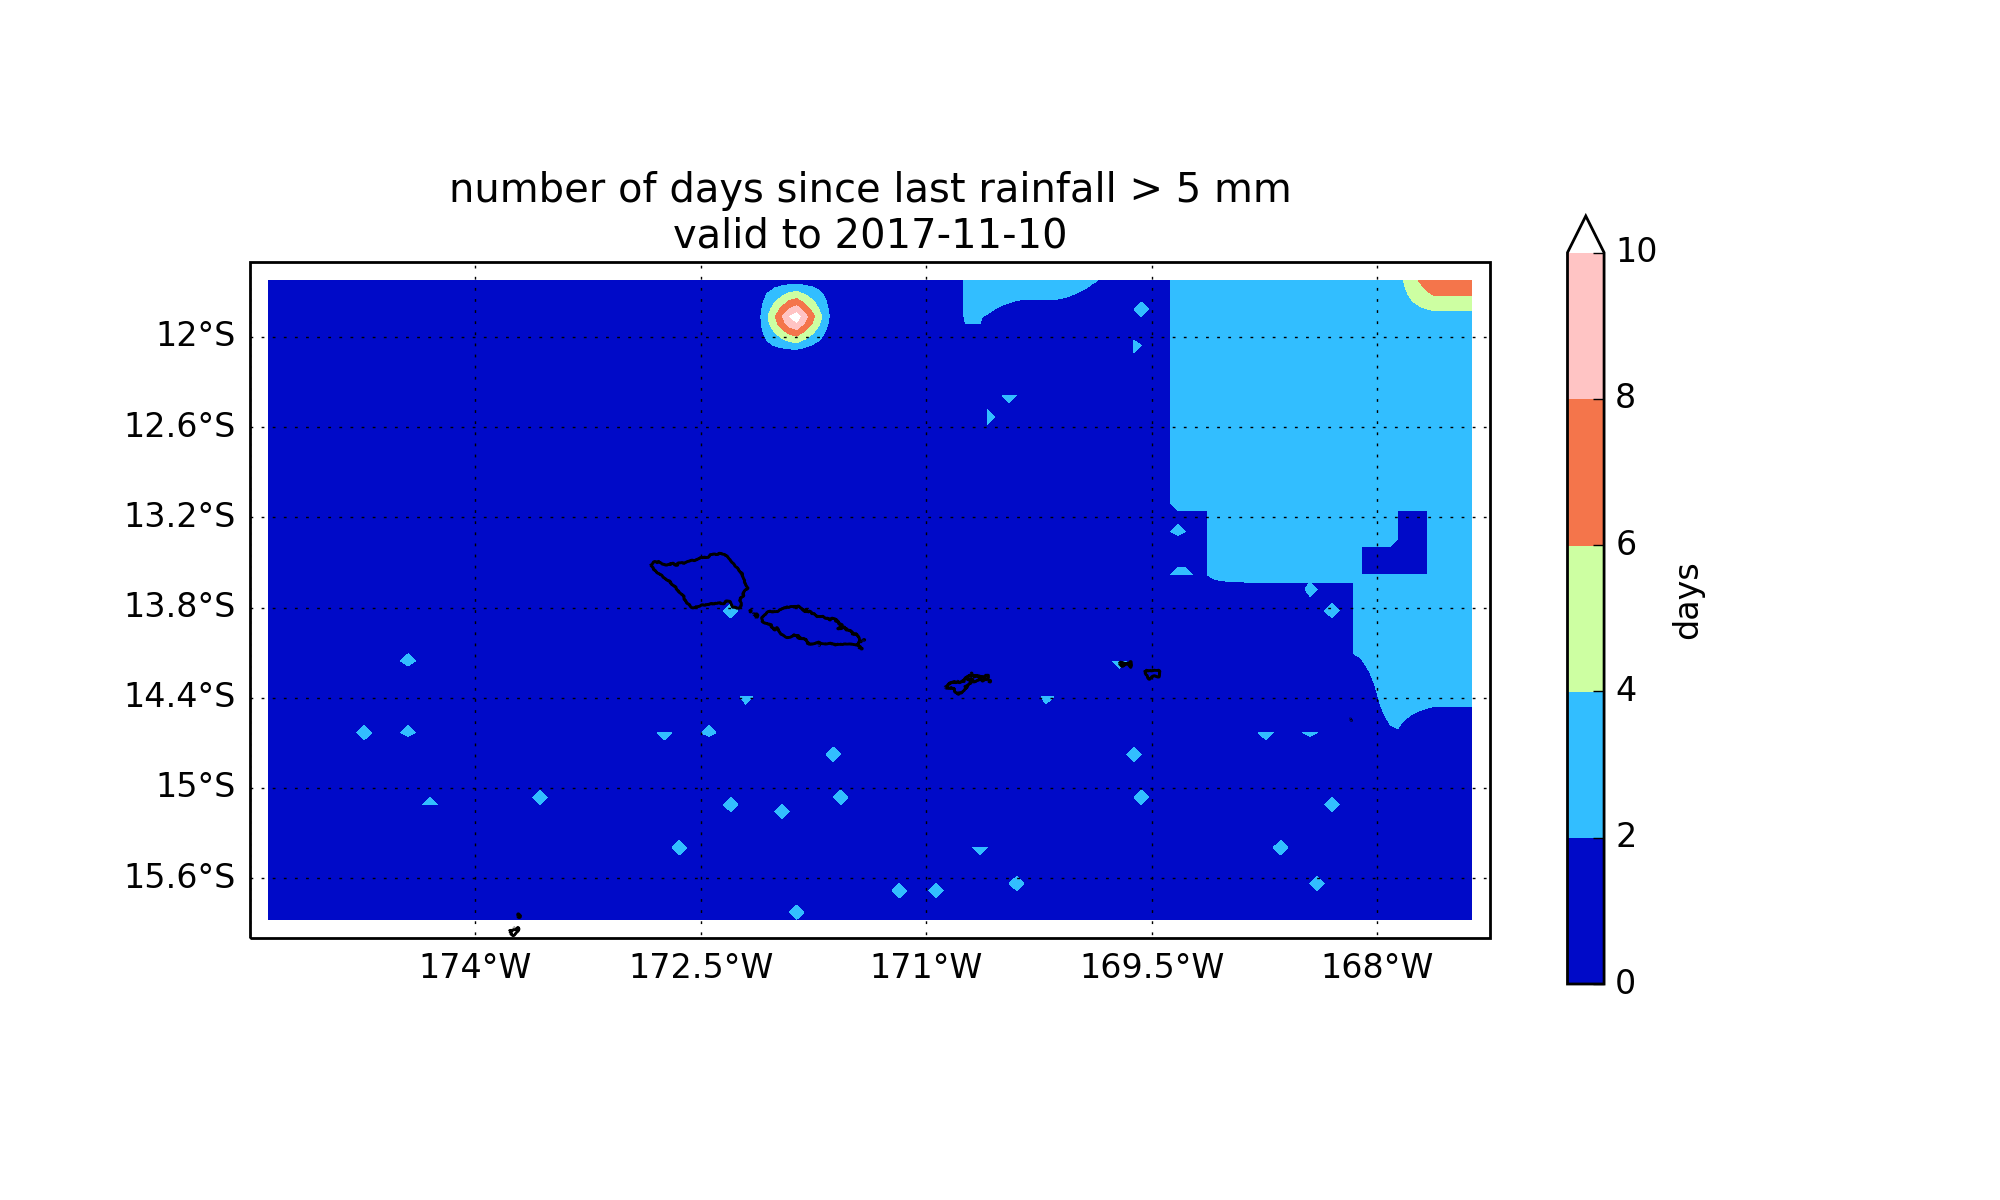 number of days since last rainfall > 5 mm
valid to 2017-11-10
12°S
12.6°S
13.2°S
13.8°S
14.4°S
15°S
15.6°S
174°W
172.5°W
171°W
169.5°W
168°W
10
8
6
4
2
0
days